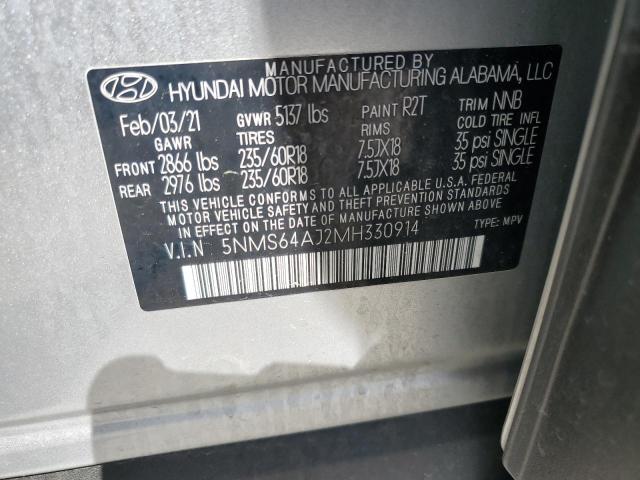 MANUFACTURED BY
HYUNDAI MOTOR MANUFACTURING ALABAMA, LLC
Feb/03/21 GVWR 5137 lbs PAINT R2T TRIM NNB
GAWR TIRES RIMS COLD TIRE INFL
FRONT 2866 lbs 235/60R18 7.5JX18 35 psi SINGLE
REAR 2976 lbs 235/60R18 7.5JX18 35 psi SINGLE
THIS VEHICLE CONFORMS TO ALL APPLICABLE U.S.A. FEDERAL
MOTOR VEHICLE SAFETY AND THEFT PREVENTION STANDARDS
IN EFFECT ON THE DATE OF MANUFACTURE SHOWN ABOVE.
V.I.N 5NMS64AJ2MH330914 TYPE: MPV